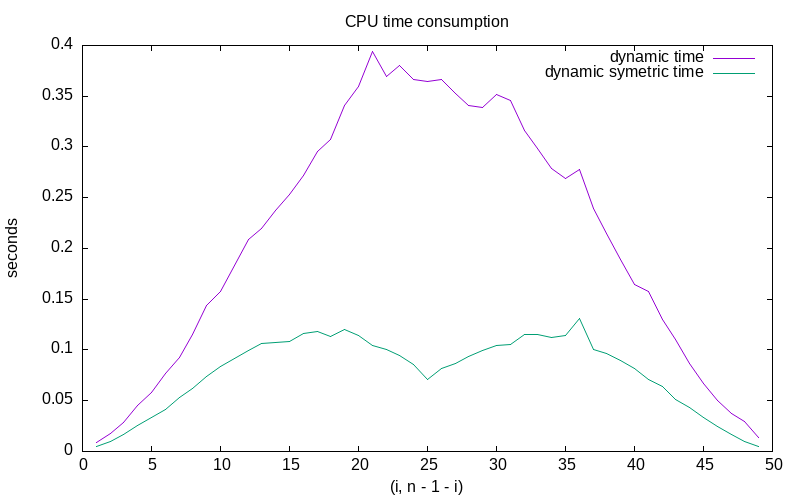 CPU time consumption
dynamic time
dynamic symetric time
0.4
0.35
0.3
0.25
0.2
0.15
0.1
0.05
0
seconds
0 5 10 15 20 25 30 35 40 45 50
(i, n - 1 - i)